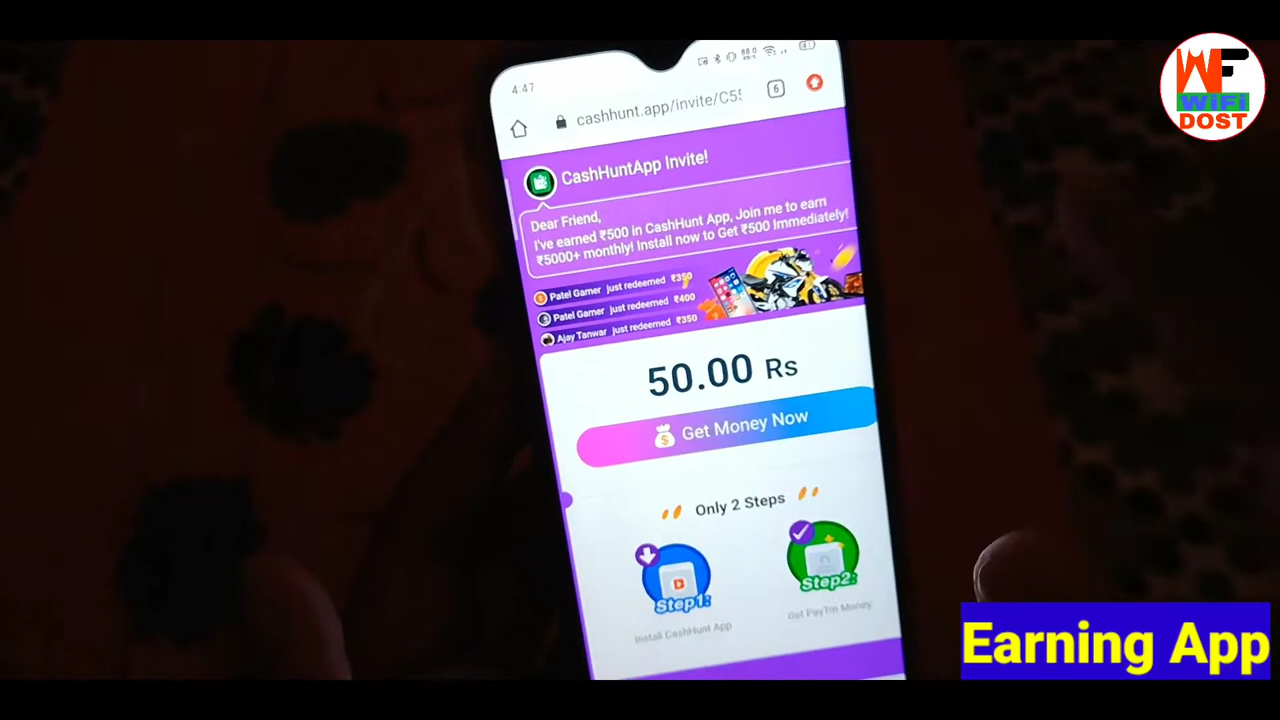 WF
WiFi
DOST
4:47
6
cashhunt.app/invite/C55
CashHuntApp Invite!
Dear Friend,
I've earned ₹500 in CashHunt App, Join me to earn
₹5000+ monthly! Install now to Get ₹500 Immediately!
Patel Gamer just redeemed ₹350
Patel Gamer just redeemed ₹400
Ajay Tanwar just redeemed ₹350
50.00 Rs
$ Get Money Now
Only 2 Steps
Step1:
Step2:
Install CashHunt App
Get PayTm Money
Earning App